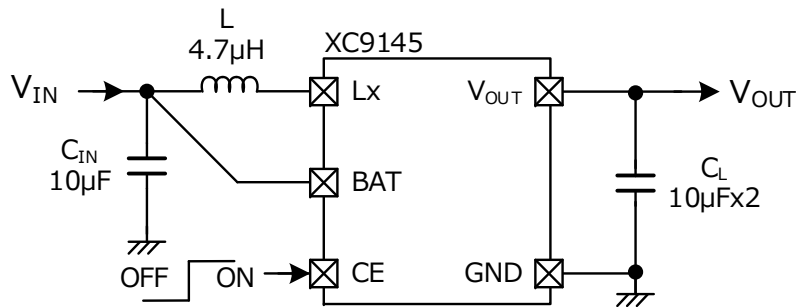 L
4.7μH
XC9145
VIN
Lx
VOUT
VOUT
CIN
10μF
BAT
CL
10μFx2
OFF
ON
CE
GND